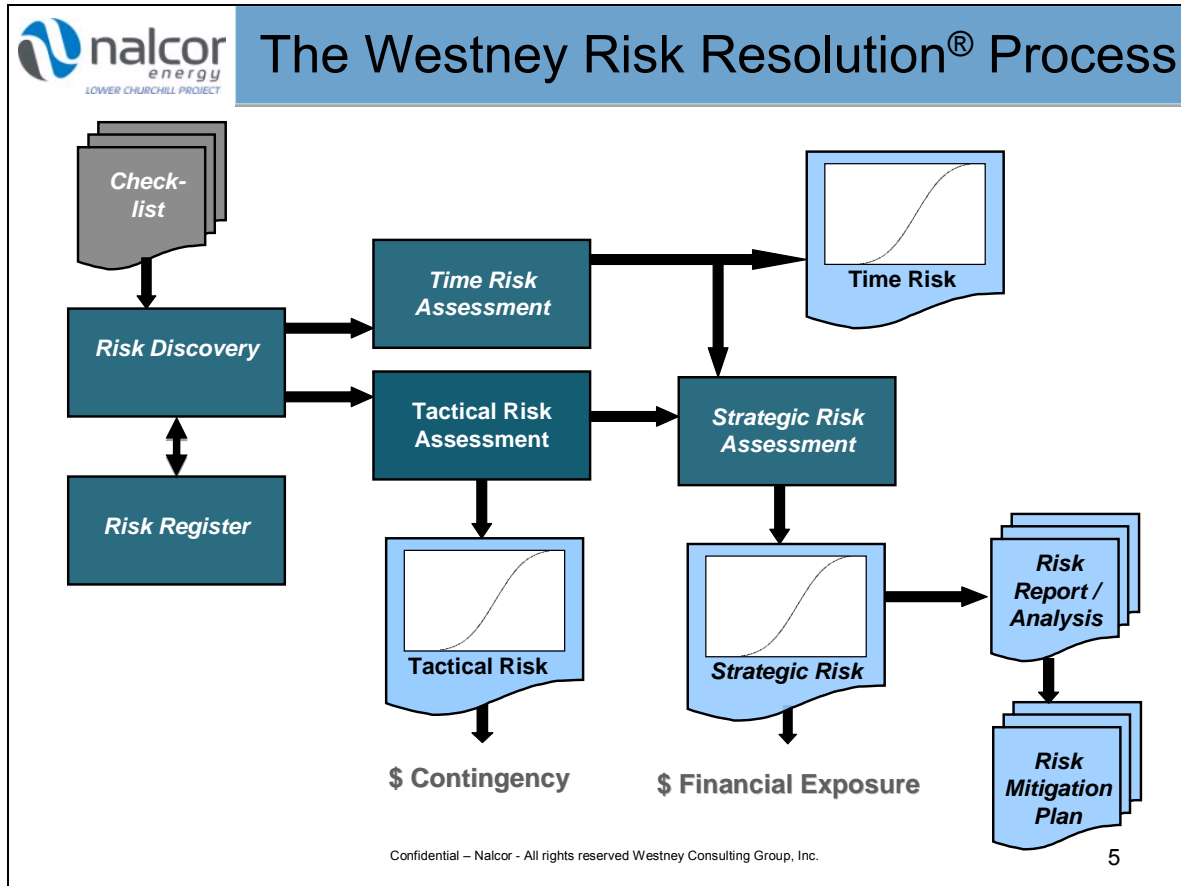 nalcor
energy
LOWER CHURCHILL PROJECT
The Westney Risk Resolution® Process
Check-
list
Time Risk
Assessment
Time Risk
Risk Discovery
Tactical Risk
Assessment
Strategic Risk
Assessment
Risk Register
Tactical Risk
Strategic Risk
Risk
Report /
Analysis
$ Contingency
$ Financial Exposure
Risk
Mitigation
Plan
Confidential – Nalcor - All rights reserved Westney Consulting Group, Inc.
5